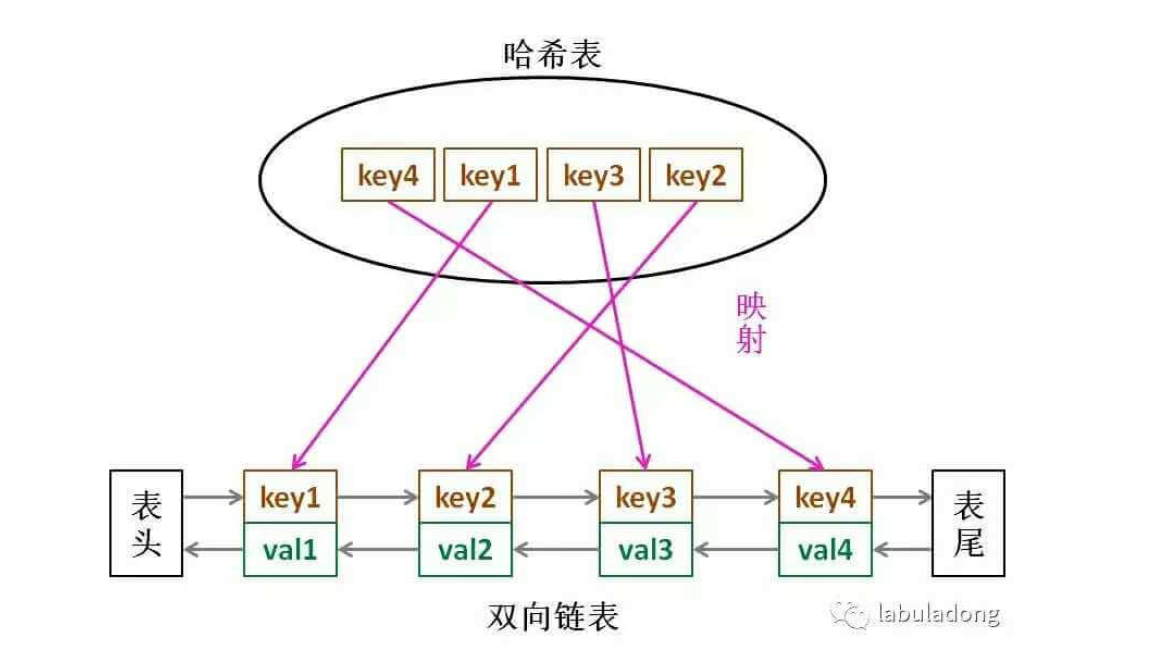 哈希表
key4 key1 key3 key2
映
射
表 key1 key2 key3 key4 表
头 val1 val2 val3 val4 尾
双向链表
labuladong